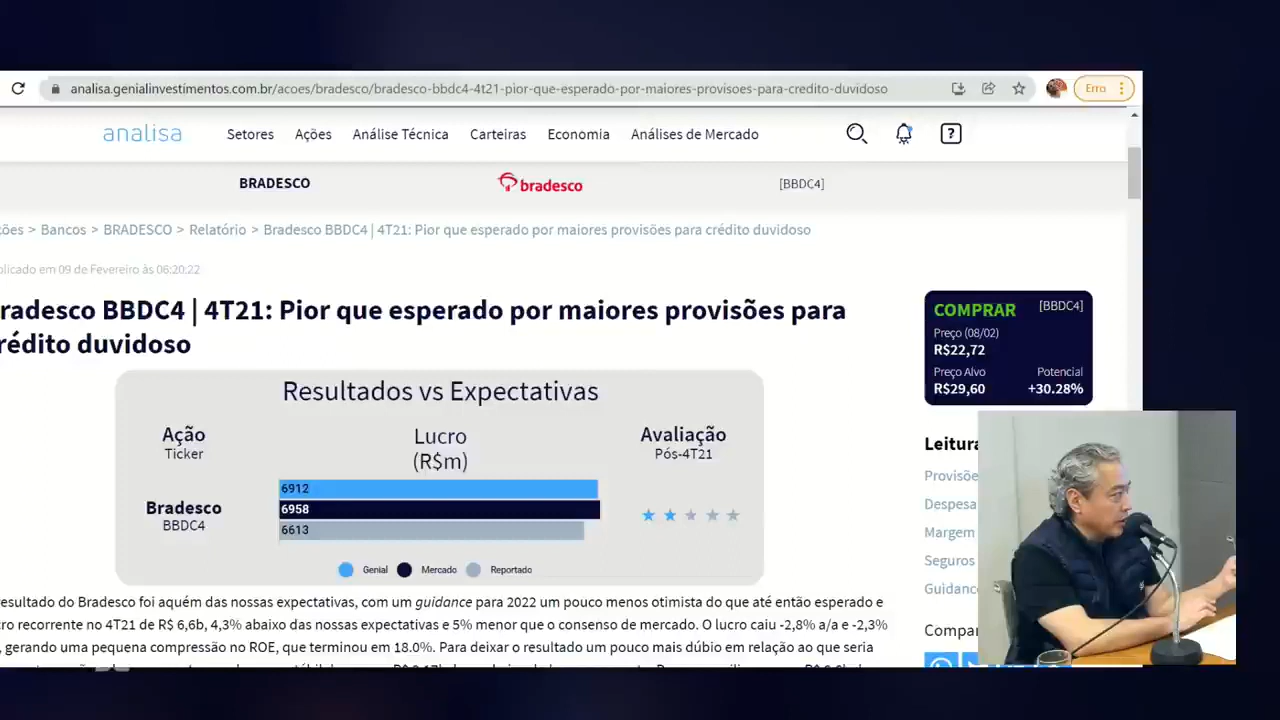 analisa.genialinvestimentos.com.br/acoes/bradesco/bradesco-bbdc4-4t21-pior-que-esperado-por-maiores-provisoes-para-credito-duvidoso
Erro
analisa Setores Ações Análise Técnica Carteiras Economia Análises de Mercado ?
BRADESCO bradesco [BBDC4]
ções > Bancos > BRADESCO > Relatório > Bradesco BBDC4 | 4T21: Pior que esperado por maiores provisões para crédito duvidoso
blicado em 09 de Fevereiro às 06:20:22
radesco BBDC4 | 4T21: Pior que esperado por maiores provisões para
rédito duvidoso
COMPRAR [BBDC4]
Preço (08/02)
R$22,72
Preço Alvo Potencial
R$29,60 +30.28%
Resultados vs Expectativas
Ação
Ticker
Lucro
(R$m)
Avaliação
Pós-4T21
Bradesco
BBDC4
6912
6958
6613
Genial Mercado Reportado
Leitura
Provisõe
Despesa
Margem
Seguros
Guidance
Compar
esultado do Bradesco foi aquém das nossas expectativas, com um guidance para 2022 um pouco menos otimista do que até então esperado e
ro recorrente no 4T21 de R$ 6,6b, 4,3% abaixo das nossas expectativas e 5% menor que o consenso de mercado. O lucro caiu -2,8% a/a e -2,3%
, gerando uma pequena compressão no ROE, que terminou em 18.0%. Para deixar o resultado um pouco mais dúbio em relação ao que seria